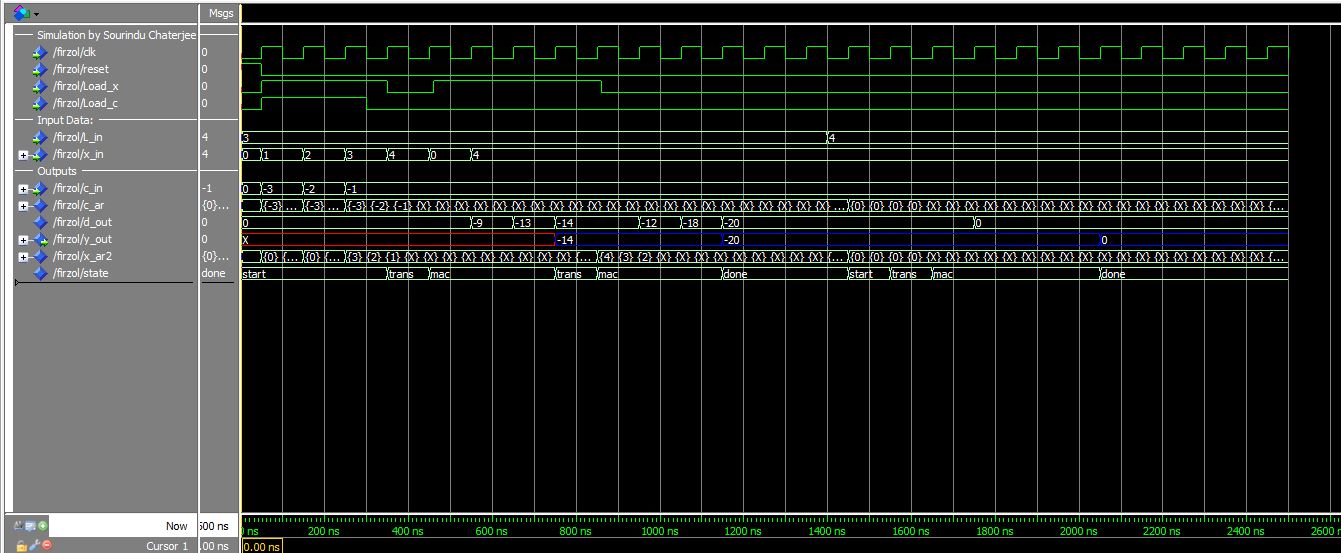 Msgs
Simulation by Sourindu Chaterjee
/firzol/clk 0
/firzol/reset 0
/firzol/Load_x 0
/firzol/Load_c 0
Input Data:
/firzol/L_in 4 3 4
/firzol/x_in 4 0 1 2 3 4 0 4
Outputs
/firzol/c_in -1 0 -3 -2 -1
/firzol/c_ar {0}... {-3} ... {-3} ... {-3} {-2} {-1} {X} {X} {X} {X} {X} {X} {X} {X} {X} {X} {X} {X} {X} {X} {X} {X} {X} {X} {X} ... {0} {0} {0} {X} {X} {X} {X} {X} {X} {X} {X} {X} {X} {X} {X} {X} {X} {X} {X} {...
/firzol/d_out 0 0 -9 -13 -14 -12 -18 -20 0
/firzol/y_out 0 X -14 -20 0
/firzol/x_ar2 {0}... {0} {... {0} {... {3} {2} {1} {X} {X} {X} {X} {X} {X} {X} {... {4} {3} {2} {X} {X} {X} {X} {X} {X} {X} {X} ... {0} {0} {0} {X} {X} {X} {X} {X} {X} {X} {X} {X} {X} {X} {X} {X} {X} {X} {X} {...
/firzol/state done start trans mac trans mac done start trans mac done
Now 500 ns ns 200 ns 400 ns 600 ns 800 ns 1000 ns 1200 ns 1400 ns 1600 ns 1800 ns 2000 ns 2200 ns 2400 ns 2600
Cursor 1 .00 ns 0.00 ns